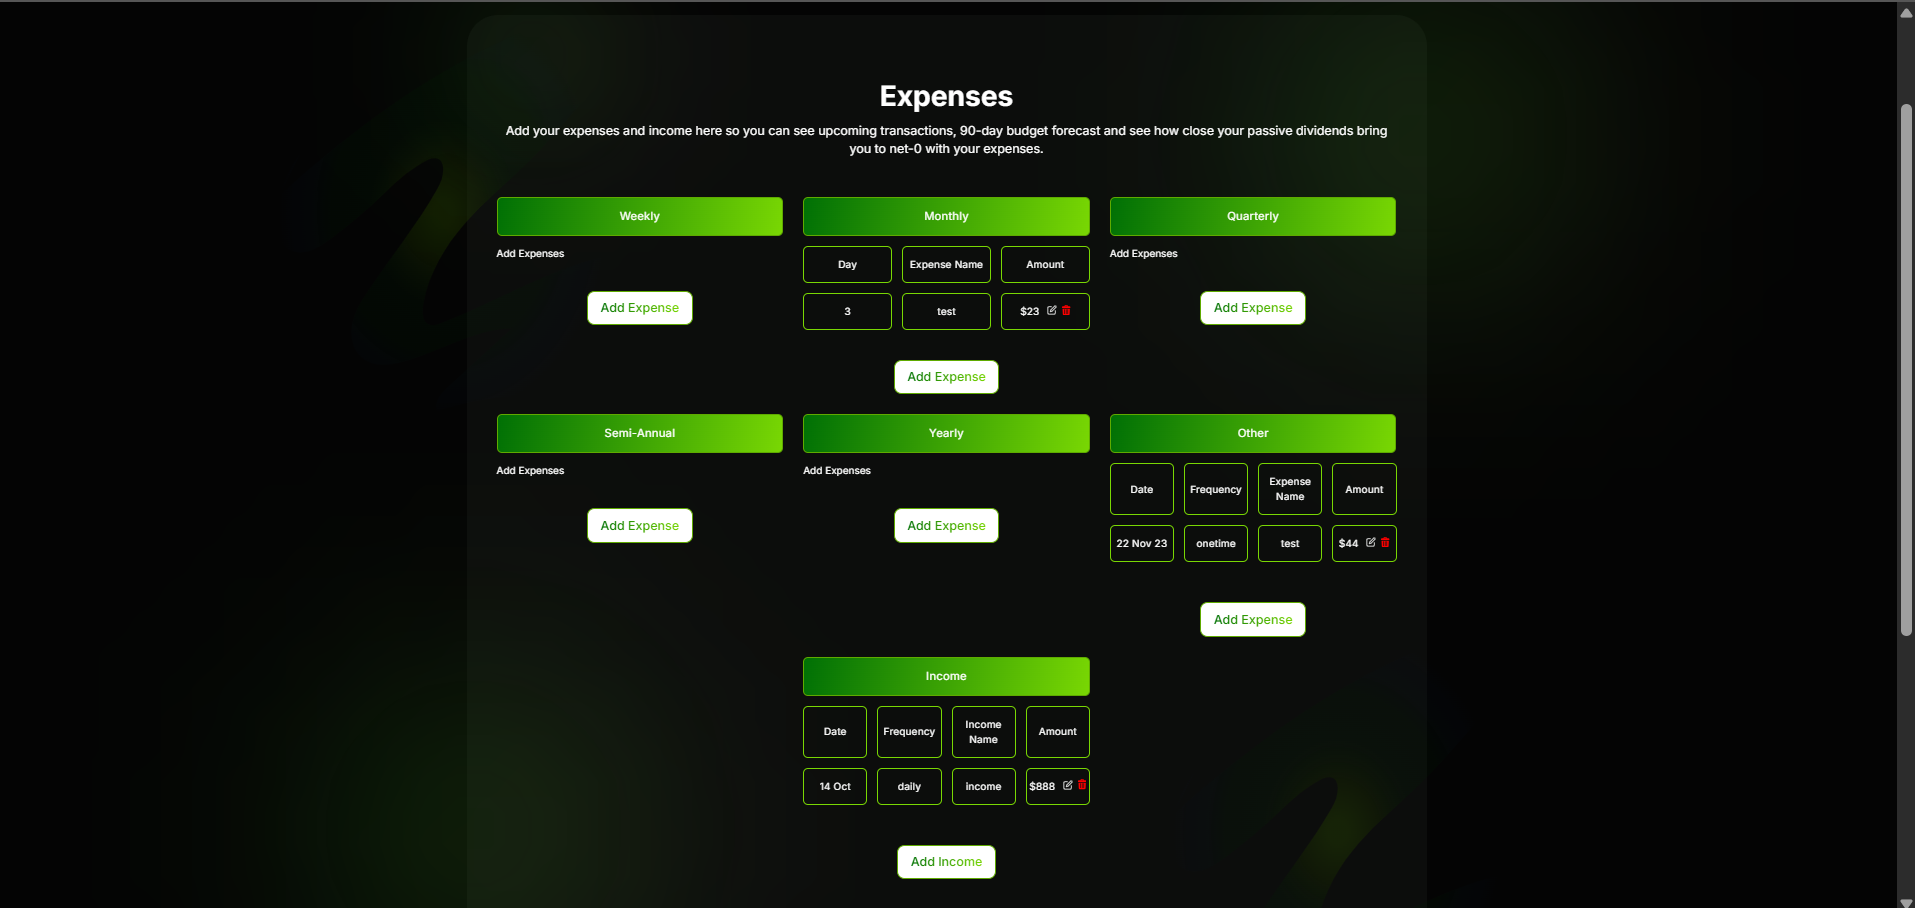 Expenses
Add your expenses and income here so you can see upcoming transactions, 90-day budget forecast and see how close your passive dividends bring
you to net-0 with your expenses.
Weekly
Add Expenses
Add Expense
Monthly
Day Expense Name Amount
3 test $23
Add Expense
Quarterly
Add Expenses
Add Expense
Semi-Annual
Add Expenses
Add Expense
Yearly
Add Expenses
Add Expense
Other
Date Frequency Expense Name Amount
22 Nov 23 onetime test $44
Add Expense
Income
Date Frequency Income Name Amount
14 Oct daily income $888
Add Income